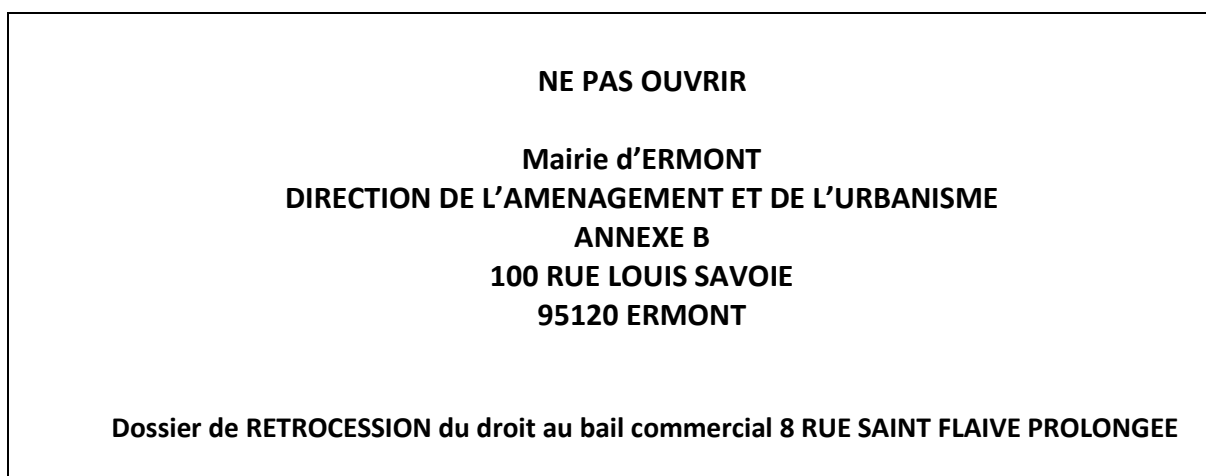 NE PAS OUVRIR
Mairie d’ERMONT
DIRECTION DE L’AMENAGEMENT ET DE L’URBANISME
ANNEXE B
100 RUE LOUIS SAVOIE
95120 ERMONT
Dossier de RETROCESSION du droit au bail commercial 8 RUE SAINT FLAIVE PROLONGEE